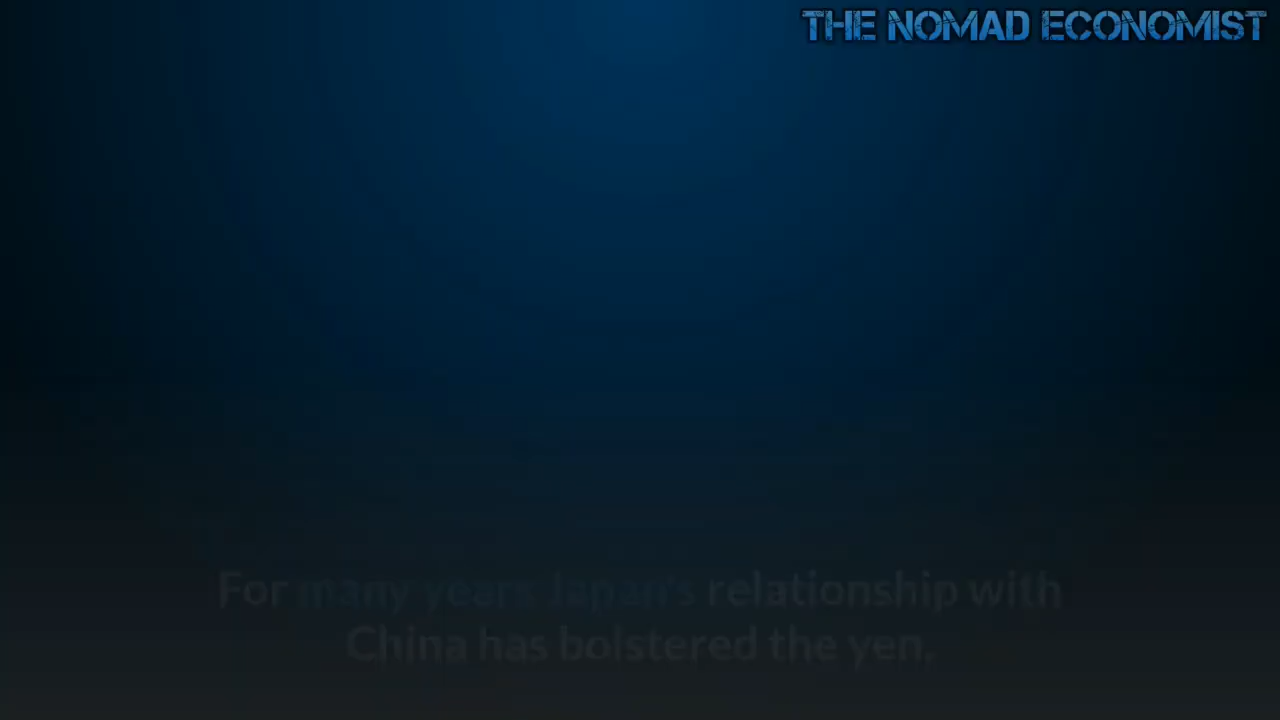 THE NOMAD ECONOMIST
For many years Japan's relationship with
China has bolstered the yen,